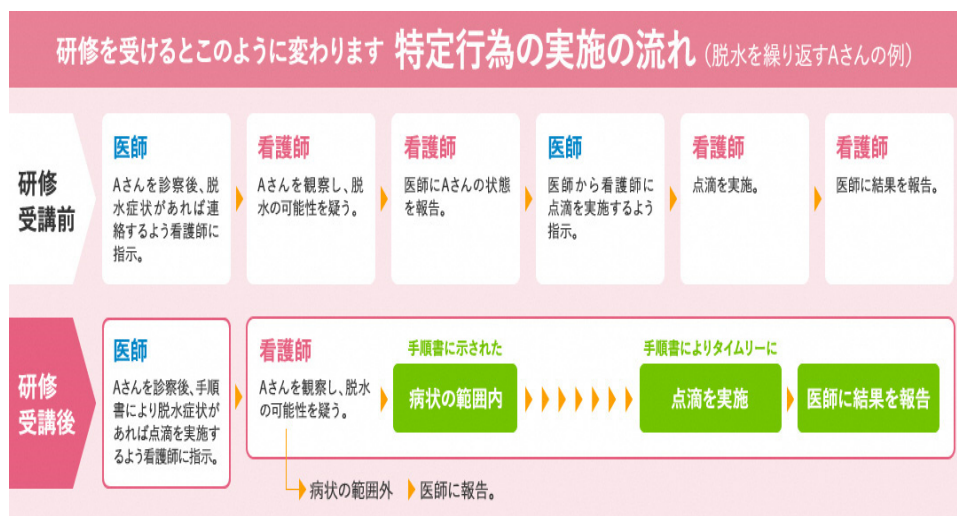 研修を受けるとこのように変わります 特定行為の実施の流れ（脱水を繰り返すAさんの例）
研修
受講前
医師
Aさんを診察後、脱
水症状があれば連
絡するよう看護師に
指示。
看護師
Aさんを観察し、脱
水の可能性を疑う。
看護師
医師にAさんの状態
を報告。
医師
医師から看護師に
点滴を実施するよう
指示。
看護師
点滴を実施。
看護師
医師に結果を報告。
研修
受講後
医師
Aさんを診察後、手順
書により脱水症状が
あれば点滴を実施す
るよう看護師に指示。
看護師
Aさんを観察し、脱水
の可能性を疑う。
手順書に示された
病状の範囲内
手順書によりタイムリーに
点滴を実施
医師に結果を報告
病状の範囲外
医師に報告。